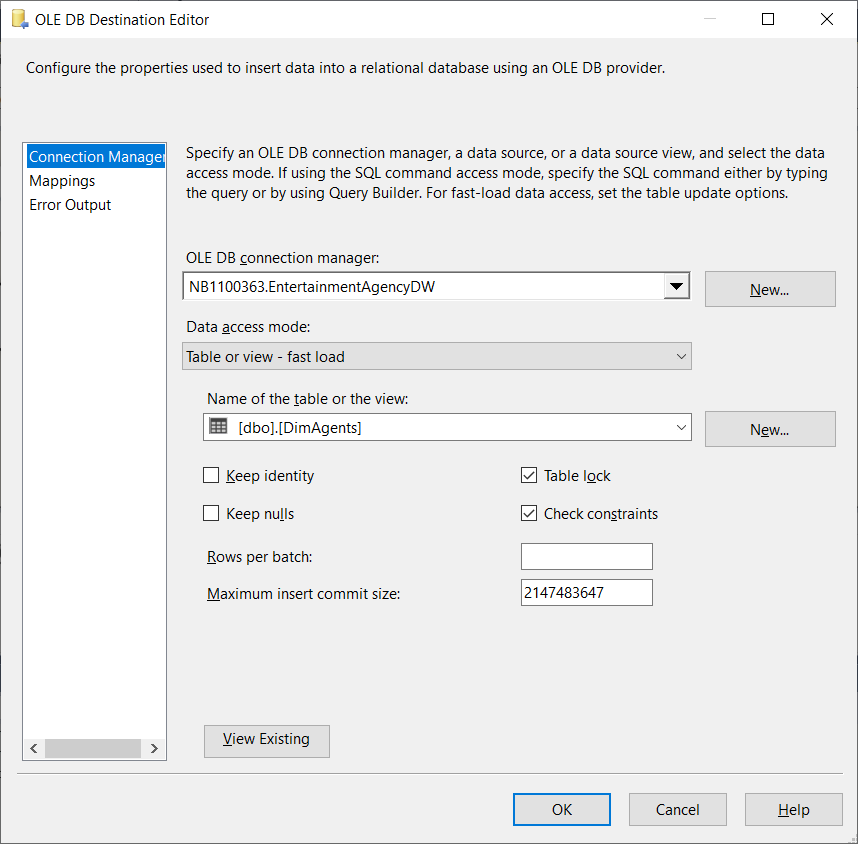 OLE DB Destination Editor
Configure the properties used to insert data into a relational database using an OLE DB provider.
Connection Manager
Mappings
Error Output
Specify an OLE DB connection manager, a data source, or a data source view, and select the data
access mode. If using the SQL command access mode, specify the SQL command either by typing
the query or by using Query Builder. For fast-load data access, set the table update options.
OLE DB connection manager:
NB1100363.EntertainmentAgencyDW
New...
Data access mode:
Table or view - fast load
Name of the table or the view:
[dbo].[DimAgents]
New...
Keep identity
Table lock
Keep nulls
Check constraints
Rows per batch:
Maximum insert commit size:
2147483647
View Existing
OK
Cancel
Help